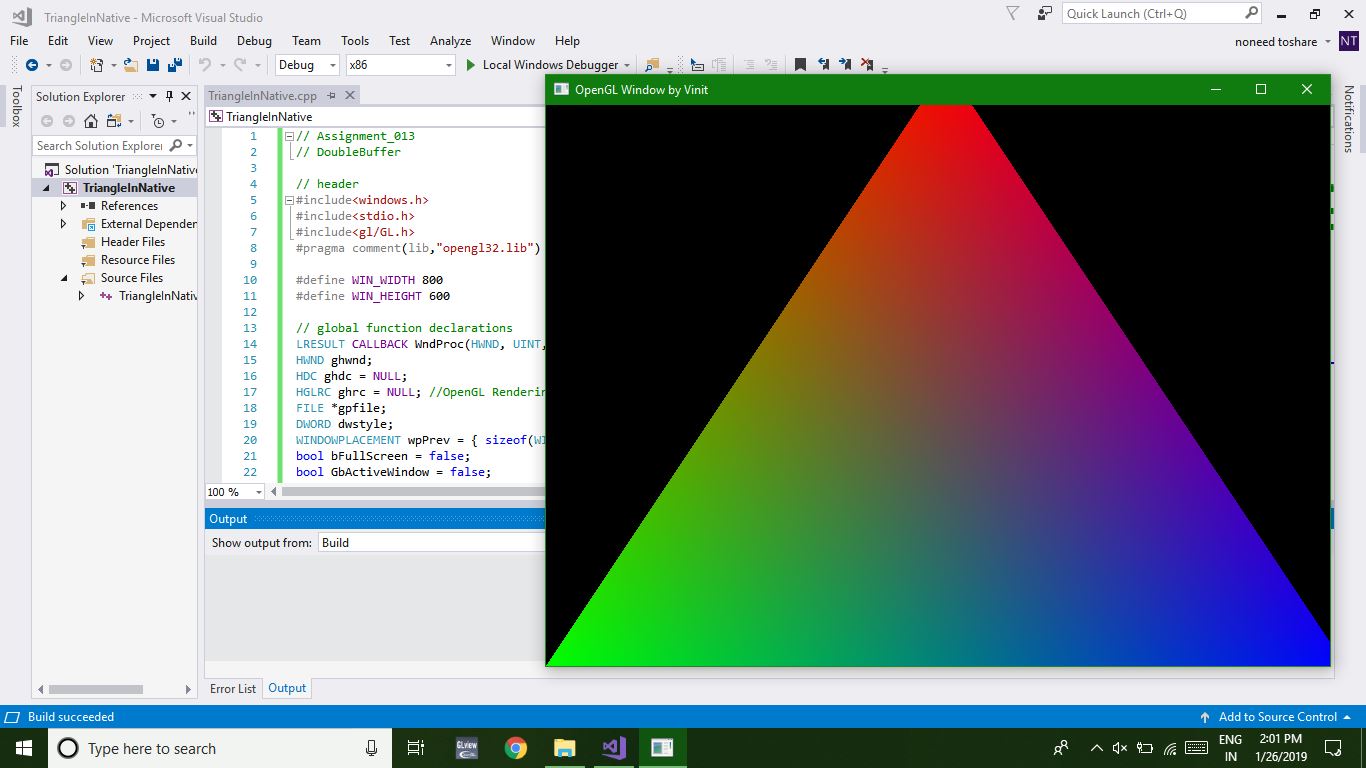 TriangleInNative - Microsoft Visual Studio
Quick Launch (Ctrl+Q)
File Edit View Project Build Debug Team Tools Test Analyze Window Help
noneed toshare NT
Debug x86 Local Windows Debugger
Toolbox
Solution Explorer
Search Solution Explorer
Solution 'TriangleInNative
TriangleInNative
References
External Dependen
Header Files
Resource Files
Source Files
TriangleInNativ
TriangleInNative.cpp
TriangleInNative
1 // Assignment_013
2 // DoubleBuffer
3
4 // header
5 #include<windows.h>
6 #include<stdio.h>
7 #include<gl/GL.h>
8 #pragma comment(lib,"opengl32.lib")
9
10 #define WIN_WIDTH 800
11 #define WIN_HEIGHT 600
12
13 // global function declarations
14 LRESULT CALLBACK WndProc(HWND, UINT,
15 HWND ghwnd;
16 HDC ghdc = NULL;
17 HGLRC ghrc = NULL; //OpenGL Renderin
18 FILE *gpfile;
19 DWORD dwstyle;
20 WINDOWPLACEMENT wpPrev = { sizeof(WI
21 bool bFullScreen = false;
22 bool GbActiveWindow = false;
100 %
Output
Show output from: Build
Error List Output
OpenGL Window by Vinit
Notifications
Build succeeded
Add to Source Control
Type here to search
GLview
ENG
IN
2:01 PM
1/26/2019